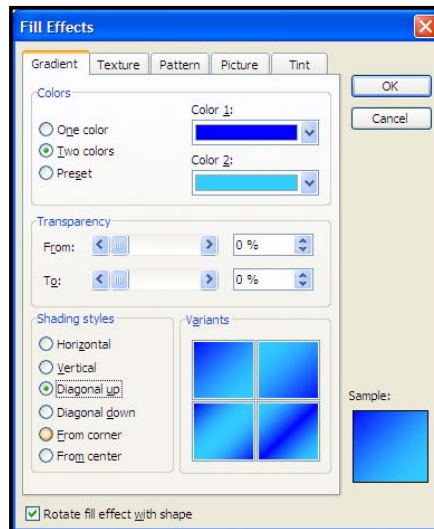 Fill Effects
Gradient Texture Pattern Picture Tint
OK
Cancel
Colors
One color
Two colors
Preset
Color 1:
Color 2:
Transparency
From: 0 %
To: 0 %
Shading styles
Horizontal
Vertical
Diagonal up
Diagonal down
From corner
From center
Variants
Sample:
Rotate fill effect with shape